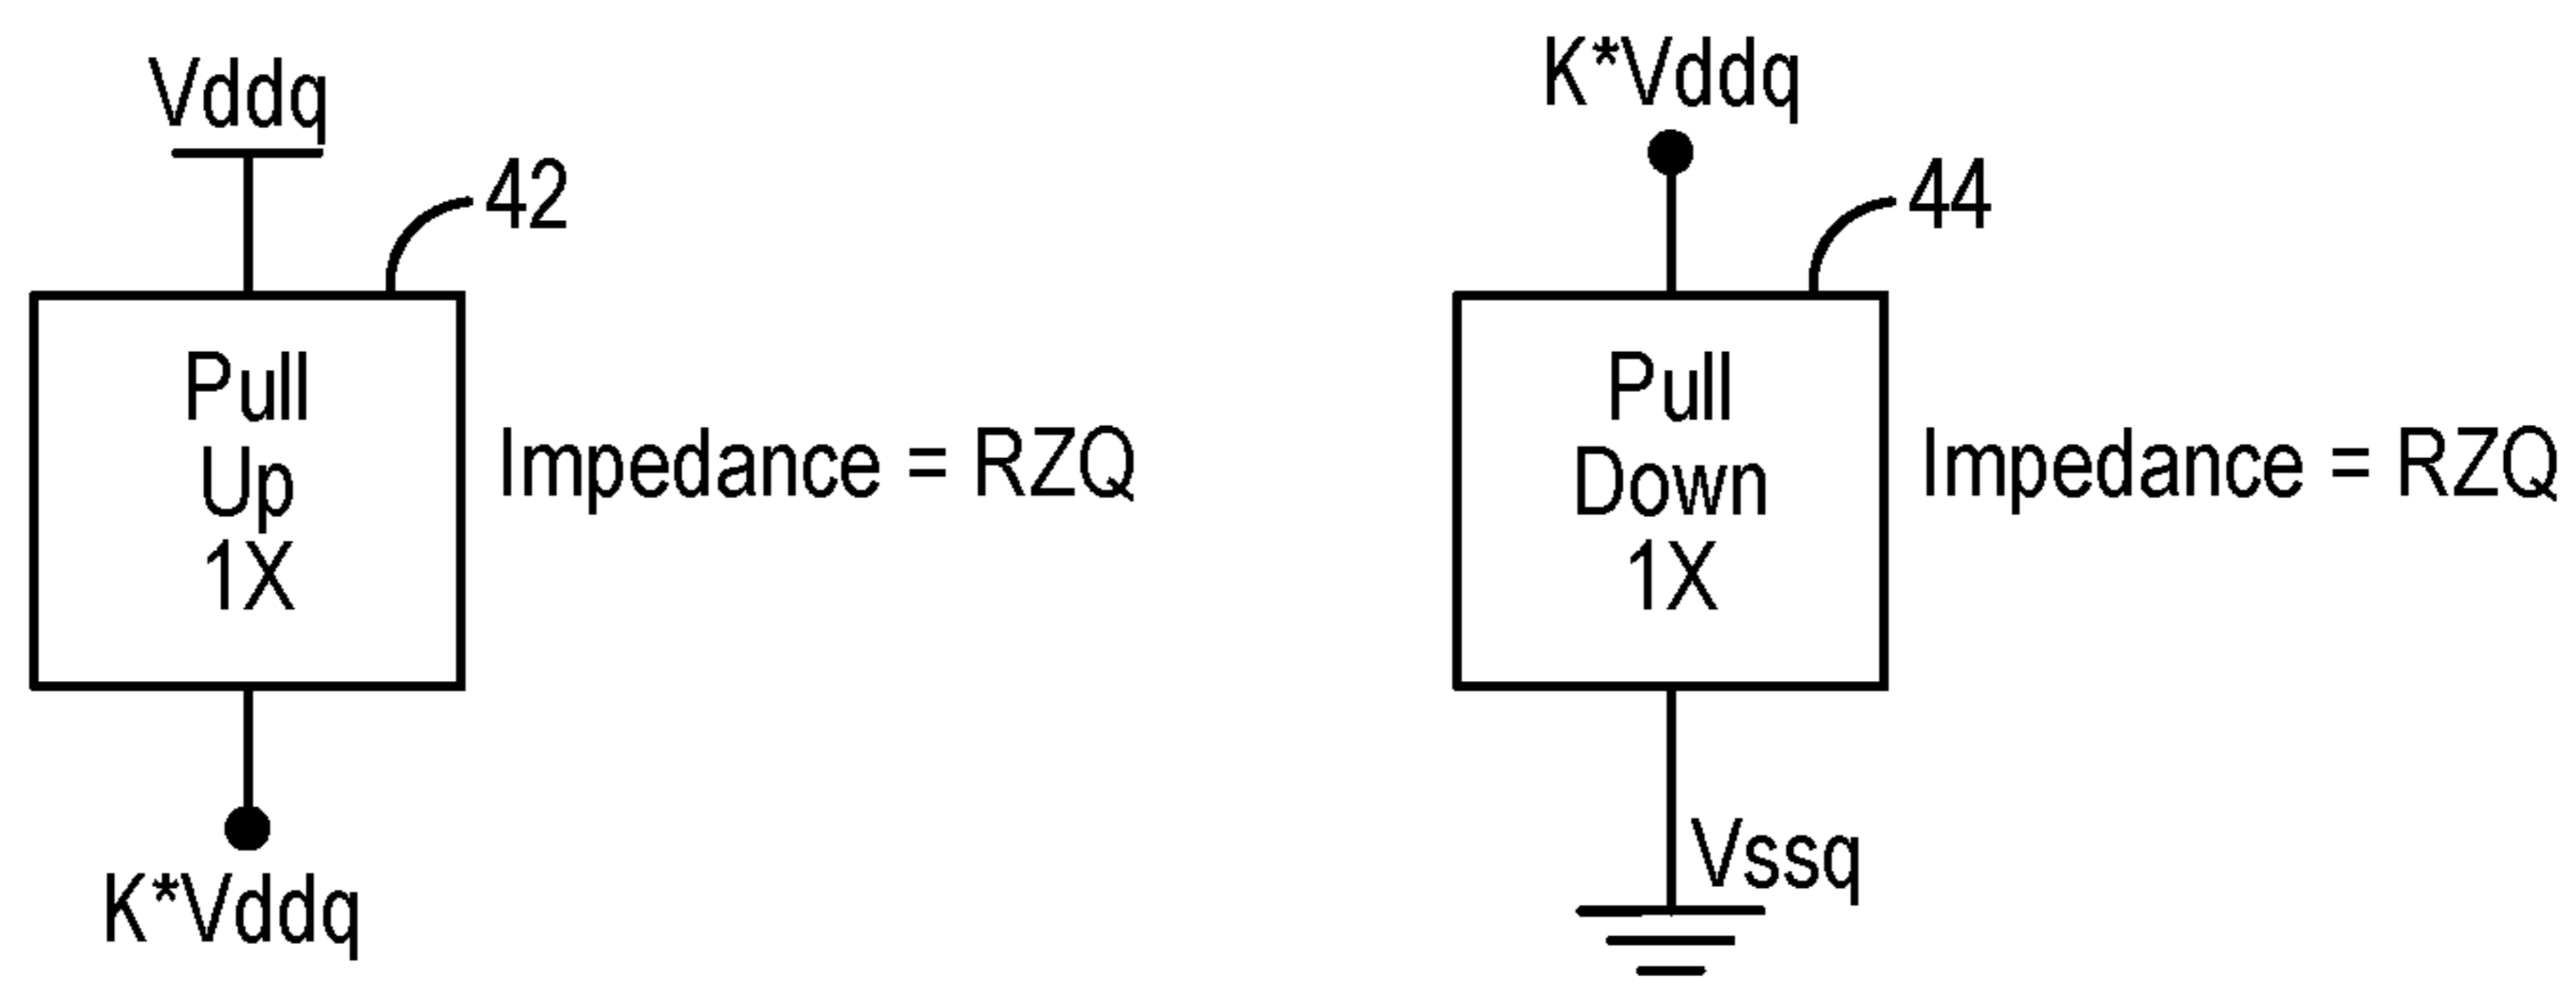 Vddq
42
Pull
Up
1X
Impedance = RZQ
K*Vddq
K*Vddq
44
Pull
Down
1X
Impedance = RZQ
Vssq